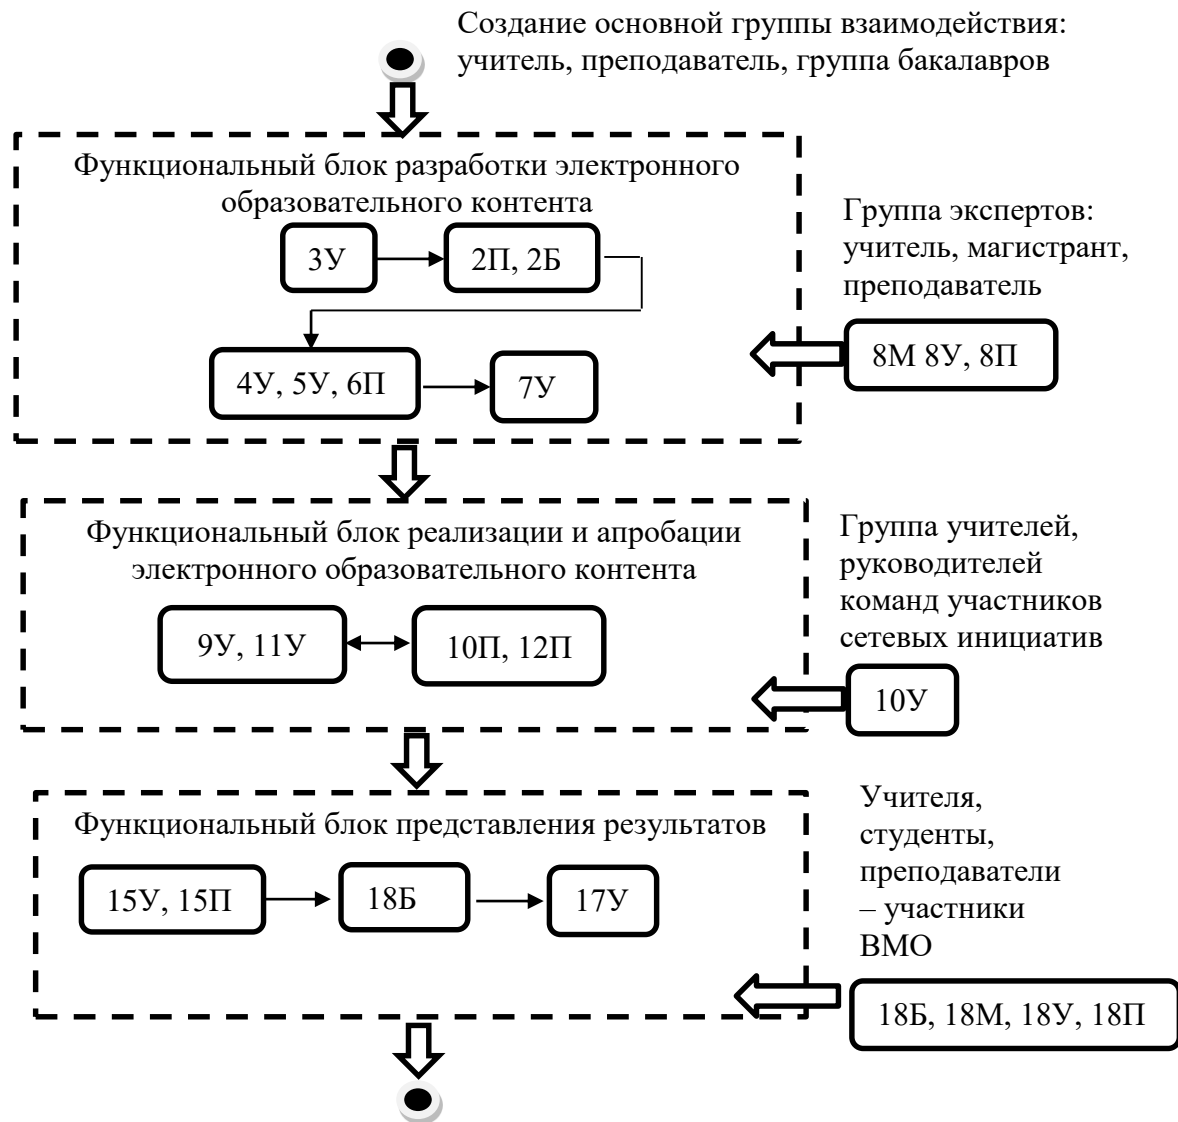 Создание основной группы взаимодействия:
учитель, преподаватель, группа бакалавров
Функциональный блок разработки электронного
образовательного контента
3У
2П, 2Б
4У, 5У, 6П
7У
Группа экспертов:
учитель, магистрант,
преподаватель
8М 8У, 8П
Функциональный блок реализации и апробации
электронного образовательного контента
9У, 11У
10П, 12П
Группа учителей,
руководителей
команд участников
сетевых инициатив
10У
Функциональный блок представления результатов
15У, 15П
18Б
17У
Учителя,
студенты,
преподаватели
– участники
ВМО
18Б, 18М, 18У, 18П